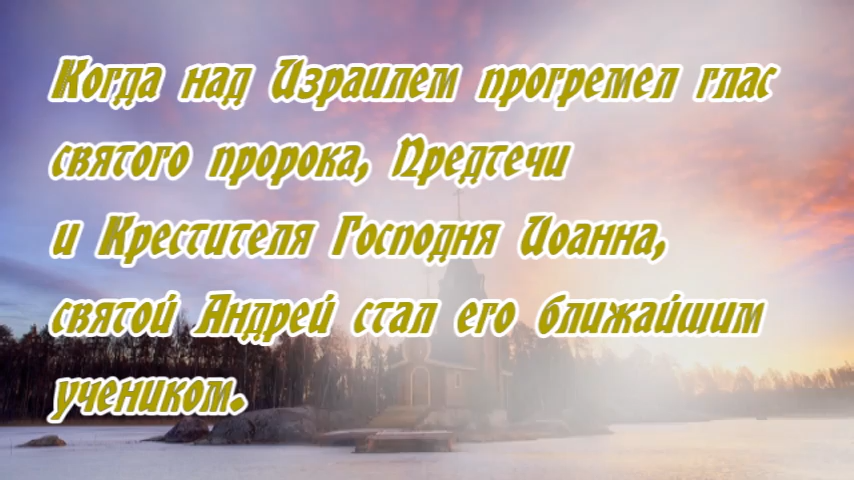 Когда над Израилем прогремел глас
святого пророка, Предтечи
и Крестителя Господня Иоанна,
святой Андрей стал его ближайшим
учеником.